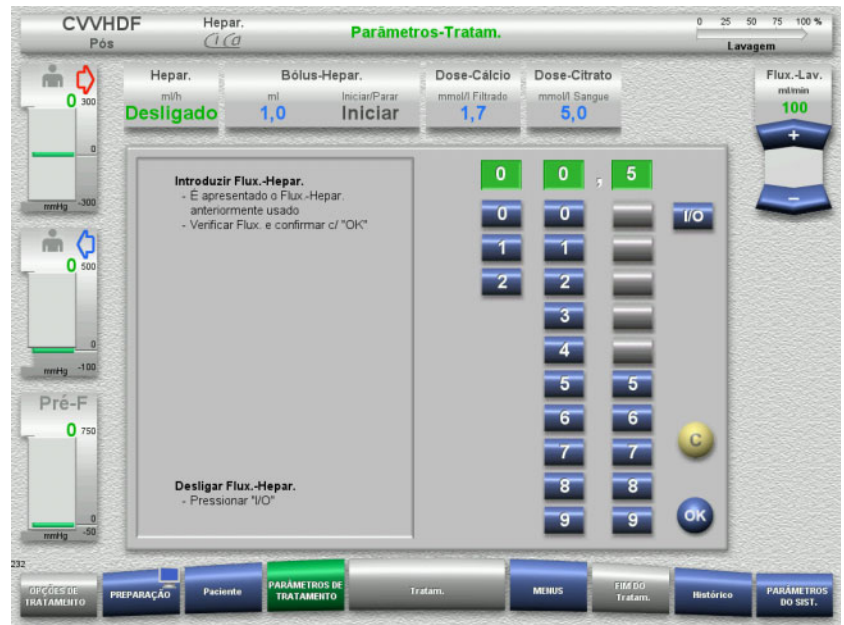 CVVHDF
Pós
Hepar.
Ci Ca
Parâmetros-Tratam.
0 25 50 75 100 %
Lavagem
0 300
0
mmHg -300
0 500
0
mmHg -100
Pré-F
0 750
0
mmHg -50
Hepar.
ml/h
Desligado
Bólus-Hepar.
ml Iniciar/Parar
1,0 Iniciar
Dose-Cálcio
mmol/l Filtrado
1,7
Dose-Citrato
mmol/l Sangue
5,0
Flux.-Lav.
ml/min
100
+
-
Introduzir Flux.-Hepar.
- É apresentado o Flux.-Hepar.
anteriormente usado
- Verificar Flux. e confirmar c/ "OK"
Desligar Flux.-Hepar.
- Pressionar "I/O"
0 0 , 5
0 0 I/O
1 1
2 2
3
4
5 5
6 6
7 7
C
8 8
9 9
OK
232
OPÇÕES DE
TRATAMENTO
PREPARAÇÃO
Paciente
PARÂMETROS DE
TRATAMENTO
Tratam.
MENUS
FIM DO
Tratam.
Histórico
PARÂMETROS
DO SIST.